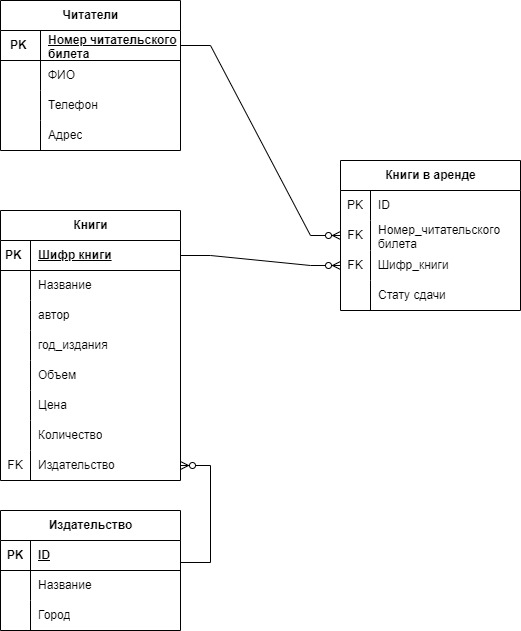 Читатели
PK Номер читательского
билета
ФИО
Телефон
Адрес
Книги в аренде
PK ID
FK Номер_читательского
билета
FK Шифр_книги
Стату сдачи
Книги
PK Шифр книги
Название
автор
год_издания
Объем
Цена
Количество
FK Издательство
Издательство
PK ID
Название
Город